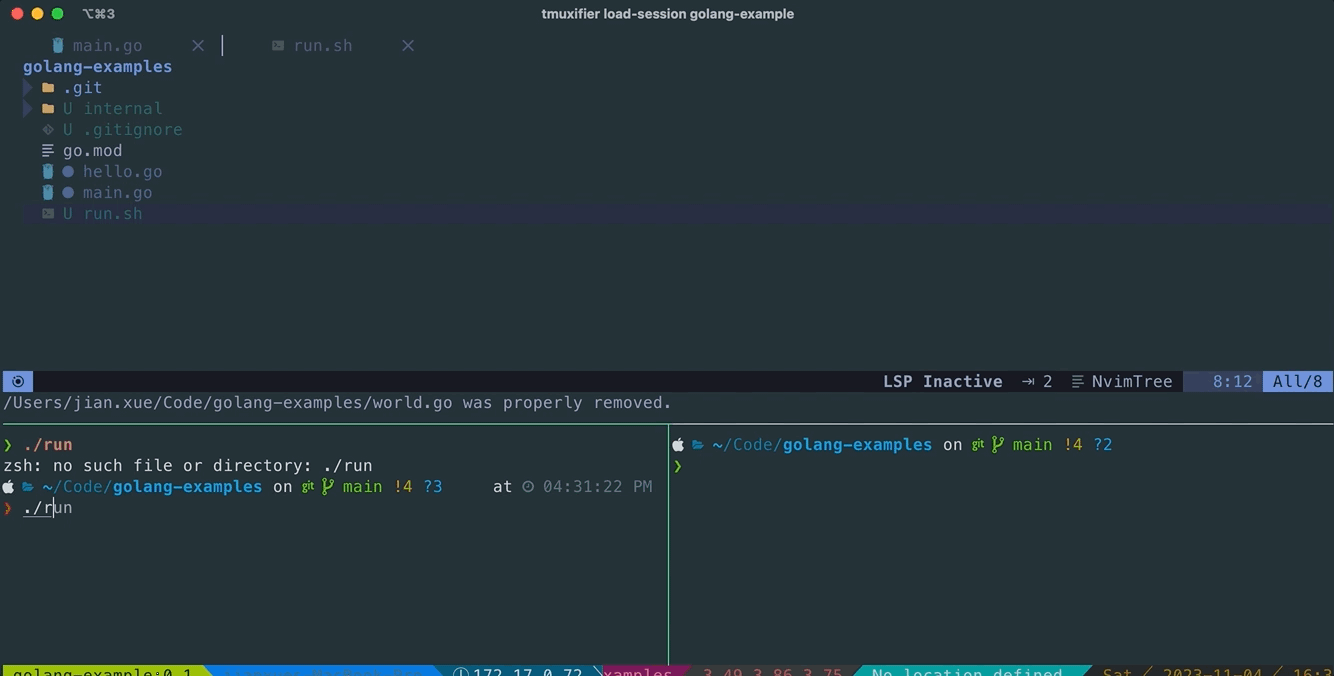 ⌥⌘3 tmuxifier load-session golang-example
main.go × run.sh ×
golang-examples
.git
U internal
U .gitignore
go.mod
hello.go
main.go
U run.sh
LSP Inactive ⇥ 2 NvimTree 8:12 All/8
/Users/jian.xue/Code/golang-examples/world.go was properly removed.
❯ ./run
zsh: no such file or directory: ./run
~/Code/golang-examples on git main !4 ?3 at 04:31:22 PM
❯ ./run
~/Code/golang-examples on git main !4 ?2
❯
golang-example:0.1 172.17.0.72 xamples 3.49 3.86 3.75 No location defined Sat 2023-11-04 16:3